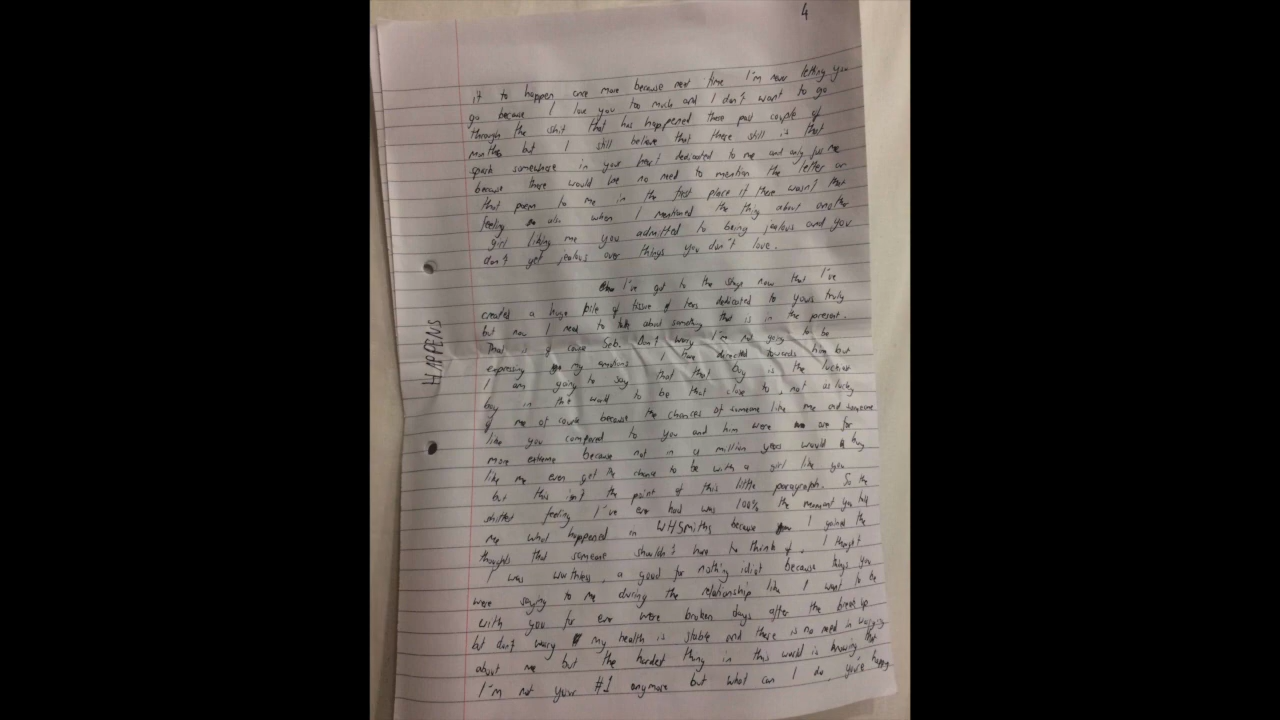 4
it to happen once more because next time I'm never letting you
go because I love you too much and I don't want to go
through the shit that has happened these past couple of
months but I still believe that there still is that
spark somewhere in your heart dedicated to me and only for me
because there would be no need to mention the letter or
that poem to me in the first place if there wasn't that
feeling also when I mentioned the thing about another
girl liking me you admitted to being jealous and you
don't get jealous over things you don't love.
I've got to the stage now that I've
created a huge pile of tissue of tears dedicated to yours truly
but now I need to talk about something that is in the present.
That is of course Seb. Don't worry I'm not going to be
expressing my emotions I have directed towards him but
I am going to say that that boy is the luckiest
boy in this world to be that close to, not as lucky
of me of course because the chances of someone like me and someone
like you compared to you and him were are far
more extreme because not in a million years would a boy
like me even get the chance to be with a girl like you
but this isn't the point of this little paragraph. So the
shittest feeling I've ever had was 100% the moment you told
me what happened in WHSmiths because I gained the
thoughts that someone shouldn't have to think of. I thought
I was worthless, a good for nothing idiot because things you
were saying to me during the relationship like I want to be
with you for ever were broken days after the break up
but don't worry my health is stable and there is no need in worrying
about me but the hardest thing in this world is knowing that
I'm not your #1 anymore but what can I do, you're happy
HAPPENS